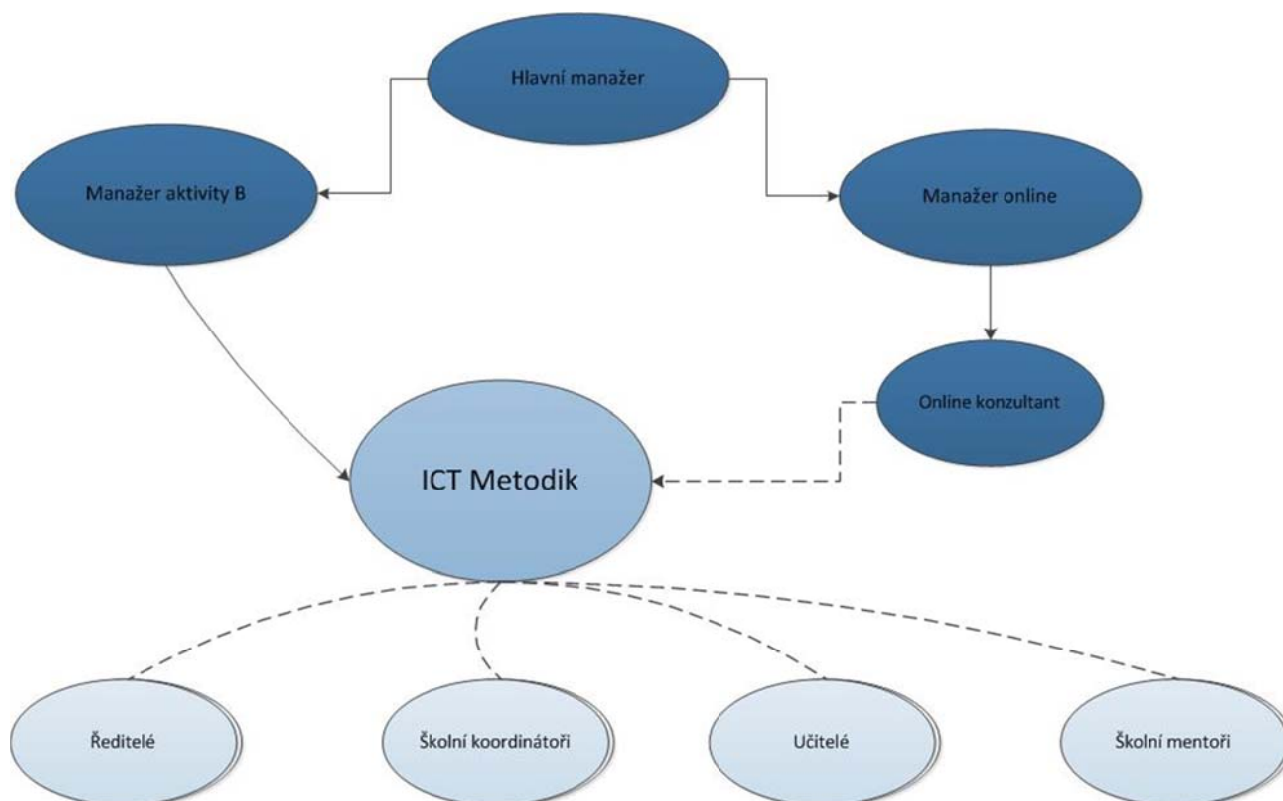 Hlavní manažer
Manažer aktivity B
Manažer online
Online konzultant
ICT Metodik
Ředitelé
Školní koordinátoři
Učitelé
Školní mentoři